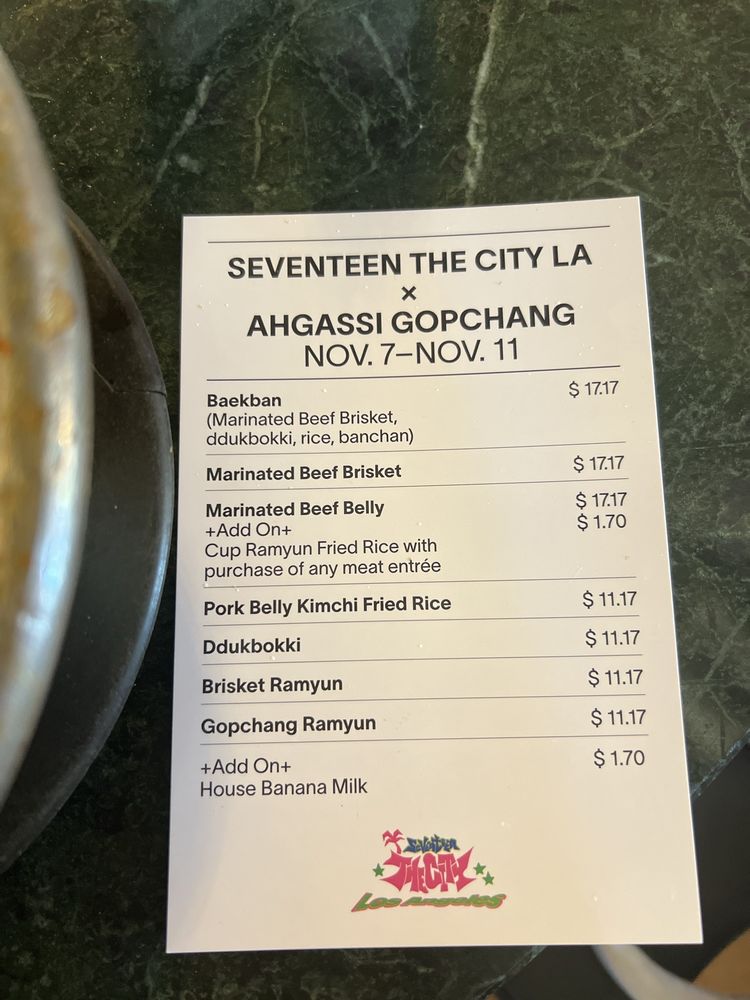 SEVENTEEN THE CITY LA
×
AHGASSI GOPCHANG
NOV. 7–NOV. 11
Baekban $ 17.17
(Marinated Beef Brisket,
ddukbokki, rice, banchan)
Marinated Beef Brisket $ 17.17
Marinated Beef Belly $ 17.17
+Add On+ $ 1.70
Cup Ramyun Fried Rice with
purchase of any meat entrée
Pork Belly Kimchi Fried Rice $ 11.17
Ddukbokki $ 11.17
Brisket Ramyun $ 11.17
Gopchang Ramyun $ 11.17
+Add On+ $ 1.70
House Banana Milk
SEVENTEEN
THE CITY
Los Angeles